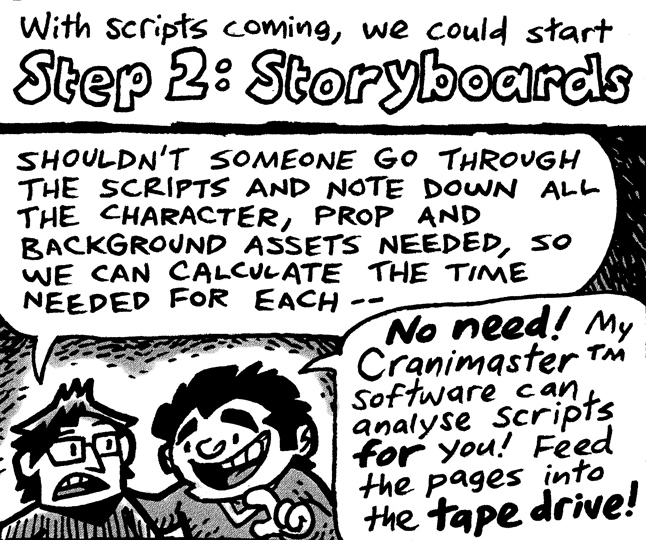 With scripts coming, we could start
Step 2: Storyboards
SHOULDN'T SOMEONE GO THROUGH
THE SCRIPTS AND NOTE DOWN ALL
THE CHARACTER, PROP AND
BACKGROUND ASSETS NEEDED, SO
WE CAN CALCULATE THE TIME
NEEDED FOR EACH --
No need! My
Cranimaster™
software can
analyse scripts
for you! Feed
the pages into
the tape drive!